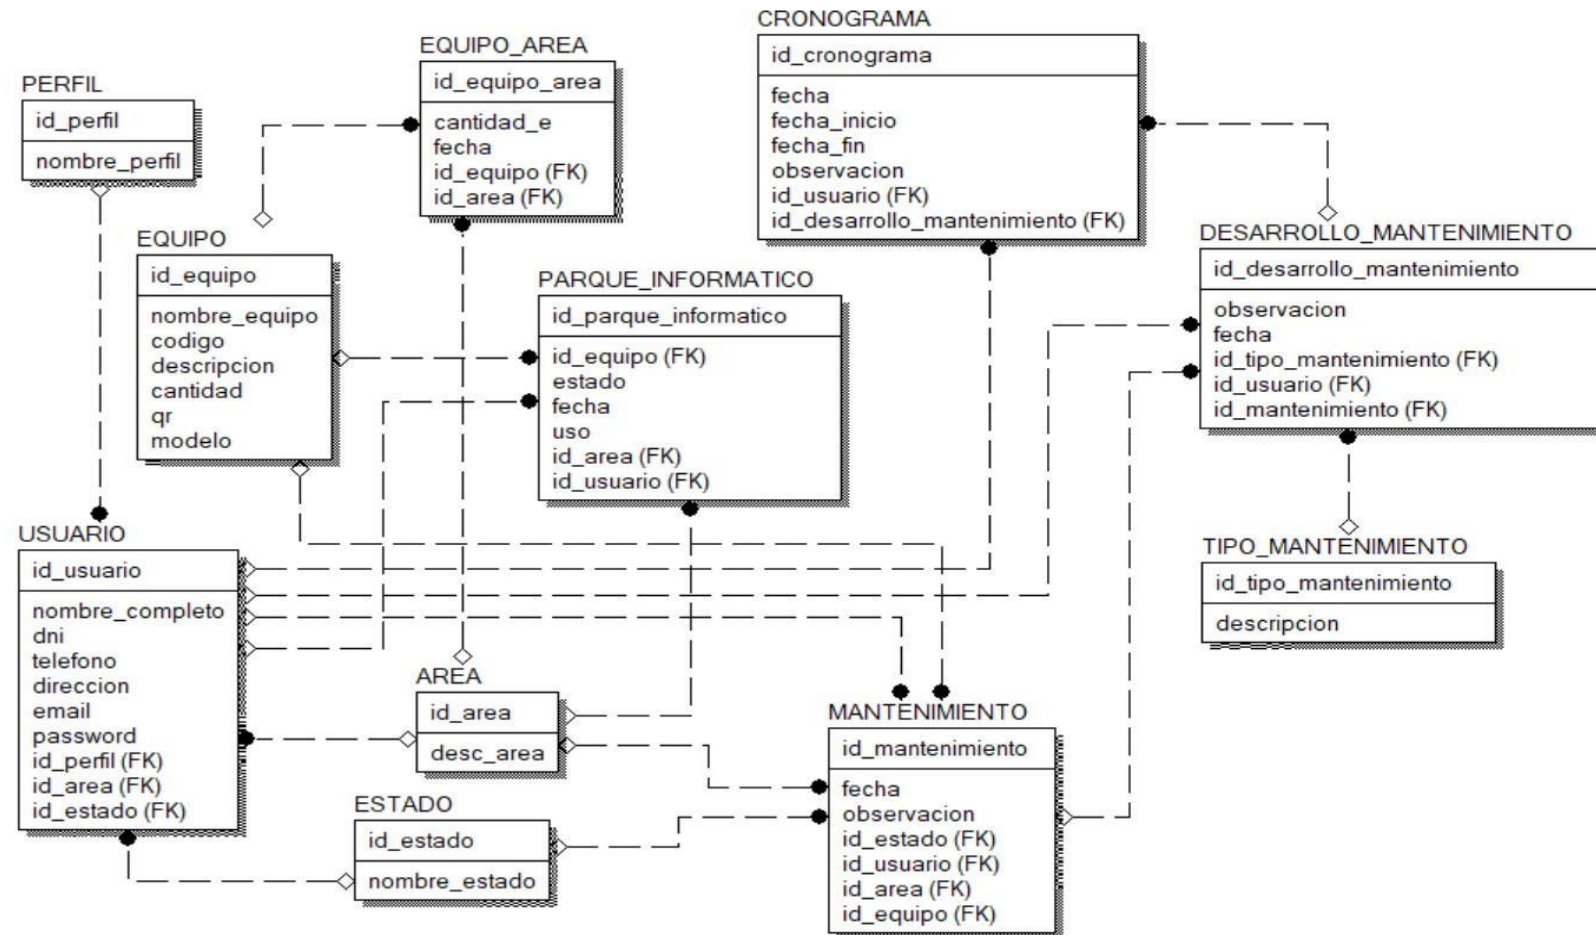 PERFIL
id_perfil
nombre_perfil
EQUIPO_AREA
id_equipo_area
cantidad_e
fecha
id_equipo (FK)
id_area (FK)
CRONOGRAMA
id_cronograma
fecha
fecha_inicio
fecha_fin
observacion
id_usuario (FK)
id_desarrollo_mantenimiento (FK)
EQUIPO
id_equipo
nombre_equipo
codigo
descripcion
cantidad
qr
modelo
PARQUE_INFORMATICO
id_parque_informatico
id_equipo (FK)
estado
fecha
uso
id_area (FK)
id_usuario (FK)
DESARROLLO_MANTENIMIENTO
id_desarrollo_mantenimiento
observacion
fecha
id_tipo_mantenimiento (FK)
id_usuario (FK)
id_mantenimiento (FK)
USUARIO
id_usuario
nombre_completo
dni
telefono
direccion
email
password
id_perfil (FK)
id_area (FK)
id_estado (FK)
AREA
id_area
desc_area
ESTADO
id_estado
nombre_estado
MANTENIMIENTO
id_mantenimiento
fecha
observacion
id_estado (FK)
id_usuario (FK)
id_area (FK)
id_equipo (FK)
TIPO_MANTENIMIENTO
id_tipo_mantenimiento
descripcion